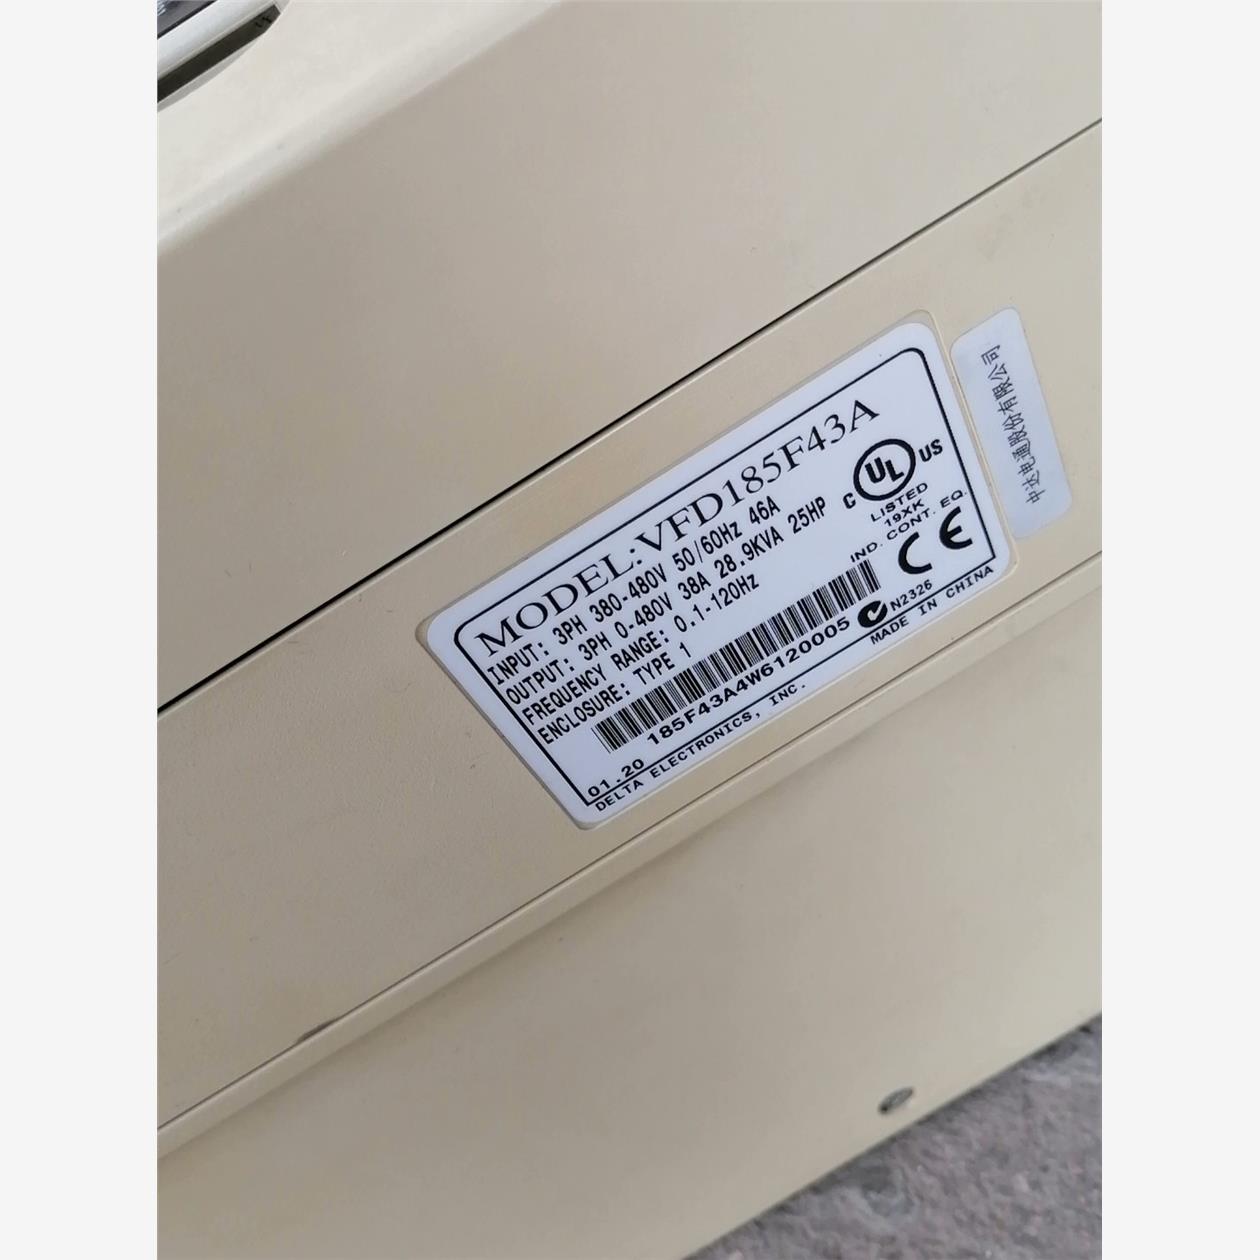 MODEL:VFD185F43A
INPUT: 3PH 380-480V 50/60Hz 46A
OUTPUT: 3PH 0-480V 38A 28.9KVA 25HP
FREQUENCY RANGE: 0.1-120Hz
ENCLOSURE: TYPE 1
C UL US
LISTED
19XK
IND. CONT. EQ.
CE
185F43A4W6120005
N2326
01.20
DELTA ELECTRONICS, INC.
MADE IN CHINA
中达电通股份有限公司